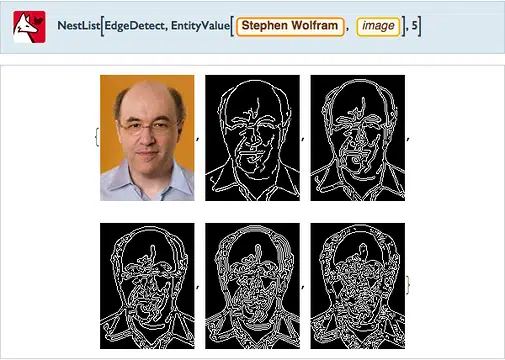 NestList[EdgeDetect, EntityValue[Stephen Wolfram, image], 5]
{ , , ,
, , }